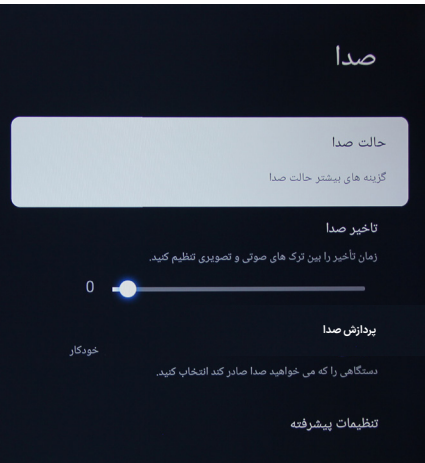 صدا
حالت صدا
گزینه های بیشتر حالت صدا
تاخیر صدا
زمان تأخیر را بین ترک های صوتی و تصویری تنظیم کنید.
0
پردازش صدا
خودکار
دستگاهی را که می خواهید صدا صادر کند انتخاب کنید.
تنظیمات پیشرفته